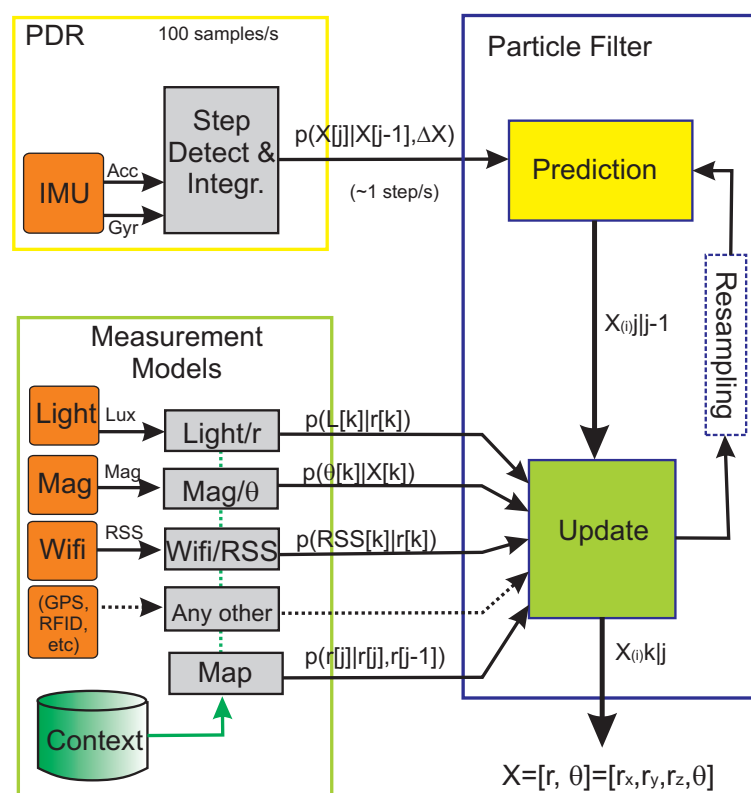 PDR
100 samples/s
Particle Filter
IMU
Acc
Gyr
Step
Detect &
Integr.
p(X[j]|X[j-1],ΔX)
(~1 step/s)
Prediction
X(i)j|j-1
Resampling
Measurement
Models
Light
Lux
Light/r
p(L[k]|r[k])
Mag
Mag
Mag/θ
p(θ[k]|X[k])
Wifi
RSS
Wifi/RSS
p(RSS[k]|r[k])
Update
(GPS,
RFID,
etc)
Any other
Map
p(r[j]|r[j],r[j-1])
Context
X(i)k|j
X=[r, θ]=[rx,ry,rz,θ]